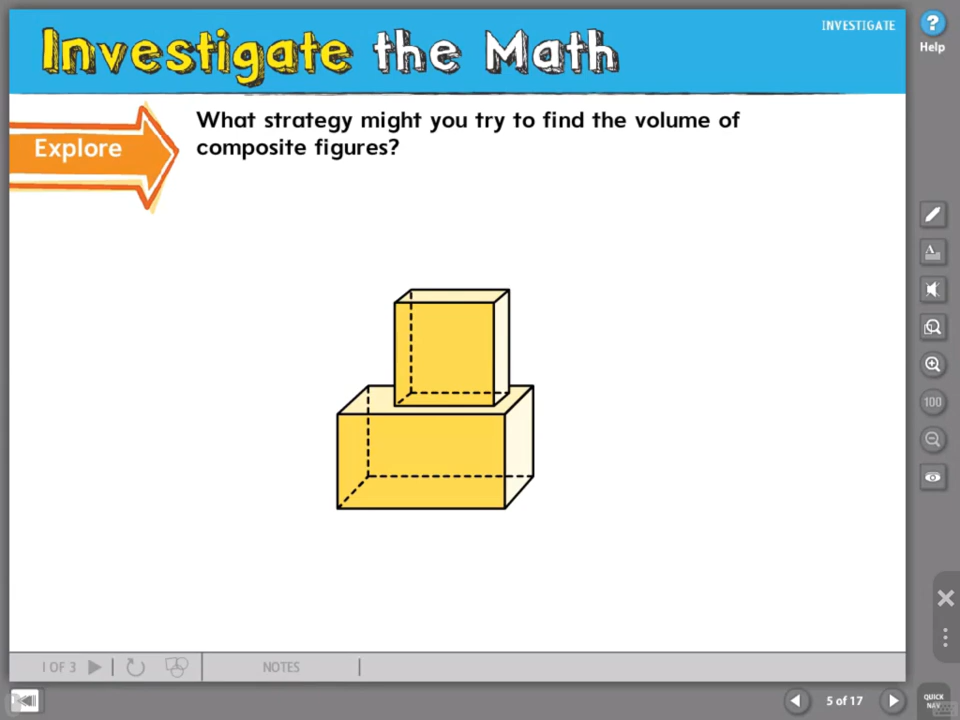 INVESTIGATE
Investigate the Math
Help
What strategy might you try to find the volume of
composite figures?
Explore
A
100
1 OF 3
NOTES
5 of 17
QUICK
NAV